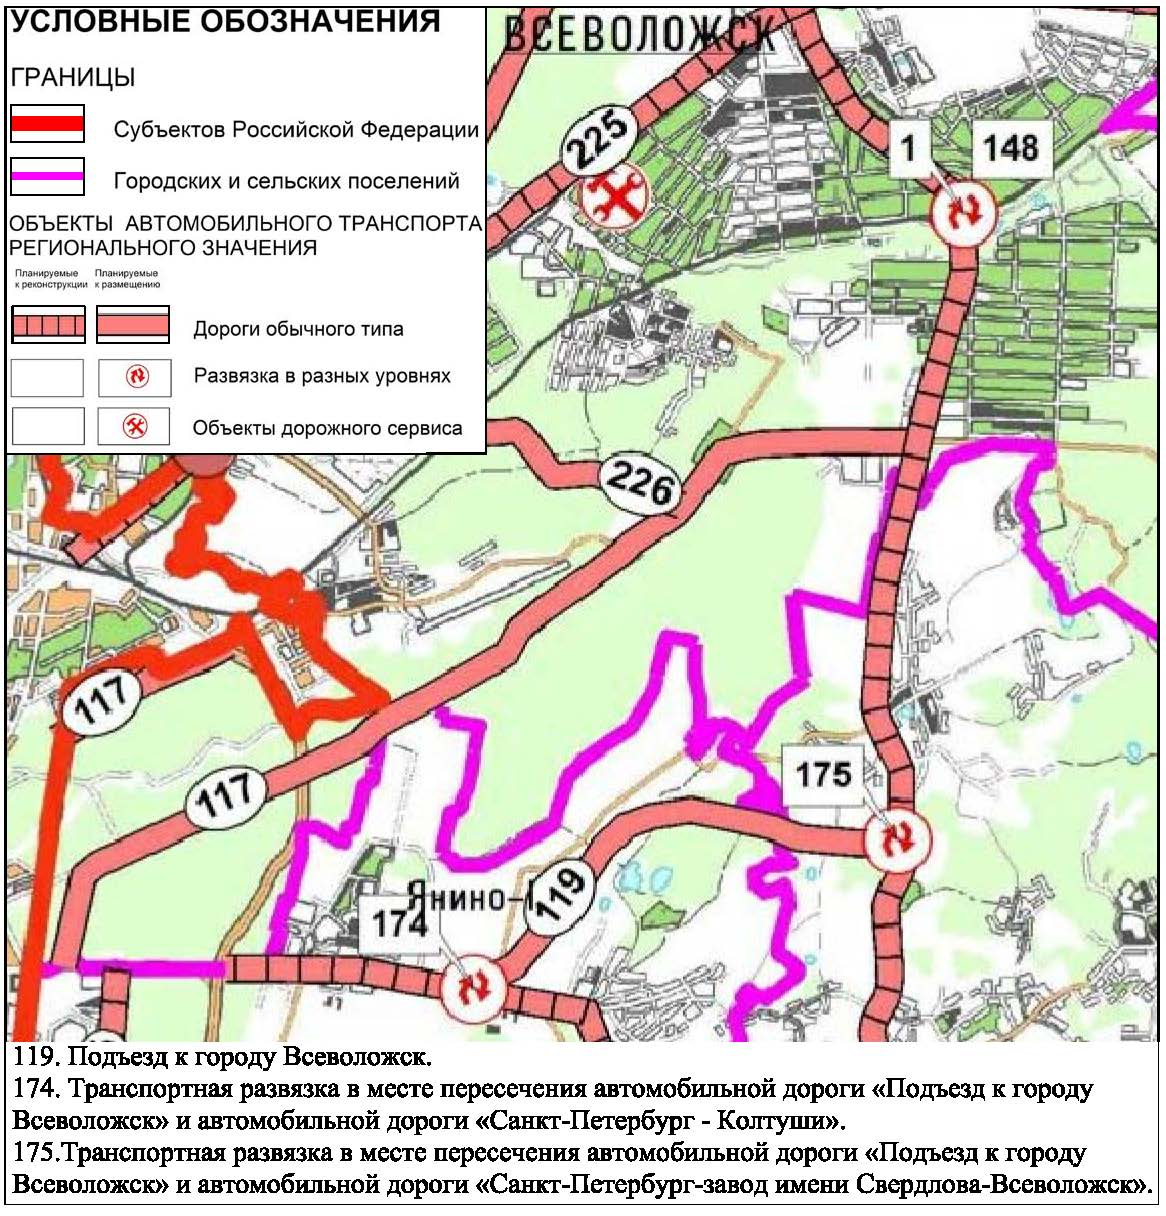 УСЛОВНЫЕ ОБОЗНАЧЕНИЯ
ГРАНИЦЫ
Субъектов Российской Федерации
Городских и сельских поселений
ОБЪЕКТЫ АВТОМОБИЛЬНОГО ТРАНСПОРТА
РЕГИОНАЛЬНОГО ЗНАЧЕНИЯ
Планируемые Планируемые
к реконструкции к размещению
Дороги обычного типа
Развязка в разных уровнях
Объекты дорожного сервиса
ВСЕВОЛОЖСК
225
1
148
226
117
117
175
119
174
119. Подъезд к городу Всеволожск.
174. Транспортная развязка в месте пересечения автомобильной дороги «Подъезд к городу
Всеволожск» и автомобильной дороги «Санкт-Петербург - Колтуши».
175.Транспортная развязка в месте пересечения автомобильной дороги «Подъезд к городу
Всеволожск» и автомобильной дороги «Санкт-Петербург-завод имени Свердлова-Всеволожск».